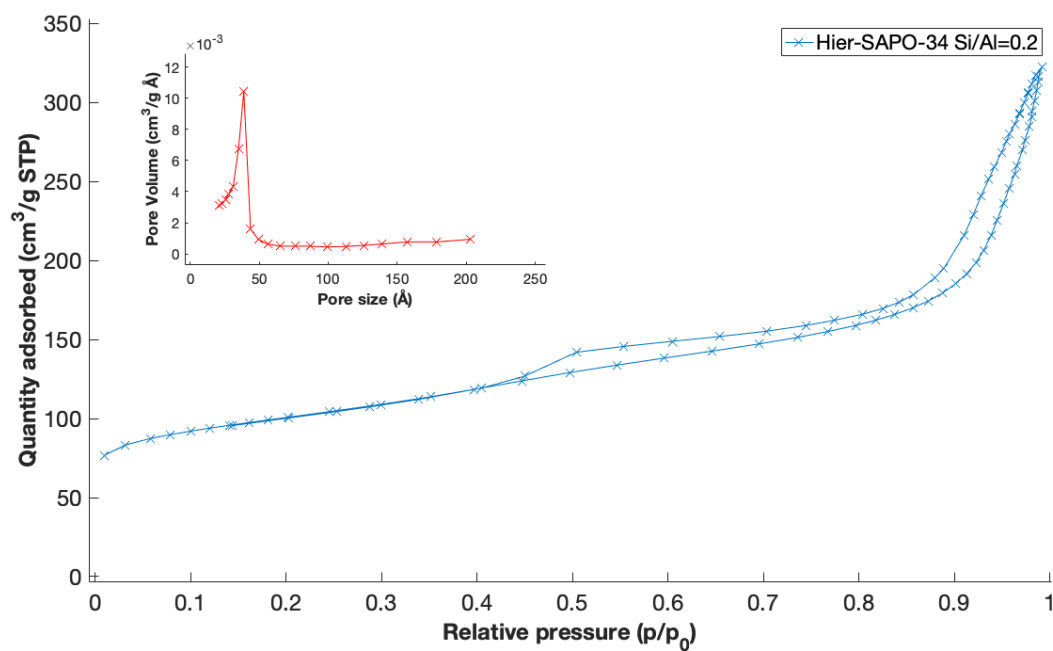 350
300
250
200
150
100
50
0
Quantity adsorbed (cm³/g STP)
0 0.1 0.2 0.3 0.4 0.5 0.6 0.7 0.8 0.9 1
Relative pressure (p/p₀)
Hier-SAPO-34 Si/Al=0.2
×10⁻³
12
10
8
6
4
2
0
Pore Volume (cm³/g Å)
0 50 100 150 200 250
Pore size (Å)